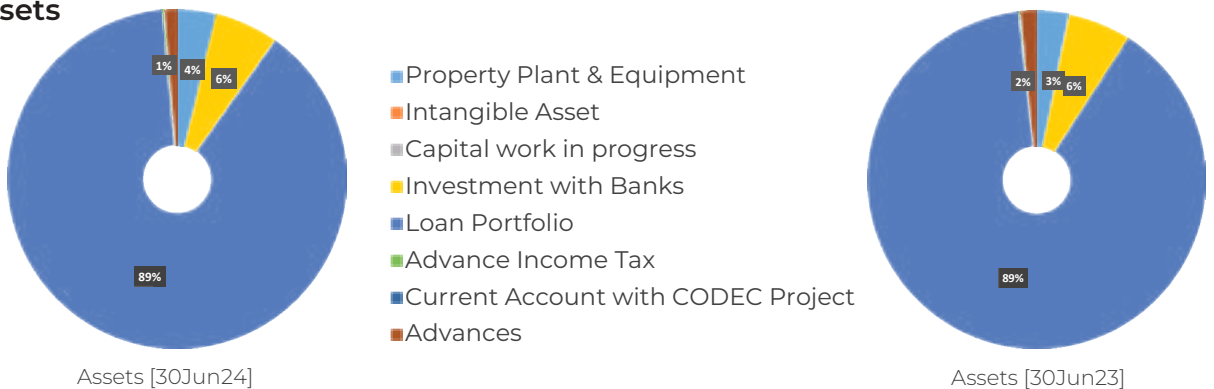 sets
1%
4%
6%
89%
Property Plant & Equipment
Intangible Asset
Capital work in progress
Investment with Banks
Loan Portfolio
Advance Income Tax
Current Account with CODEC Project
Advances
2%
3%
6%
89%
Assets [30Jun24]
Assets [30Jun23]